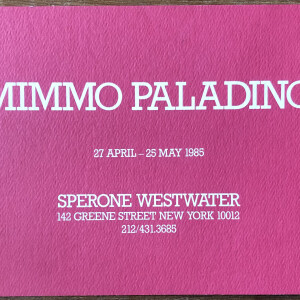 MIMMO PALADINO
27 APRIL – 25 MAY 1985
SPERONE WESTWATER
142 GREENE STREET NEW YORK 10012
212/431.3685